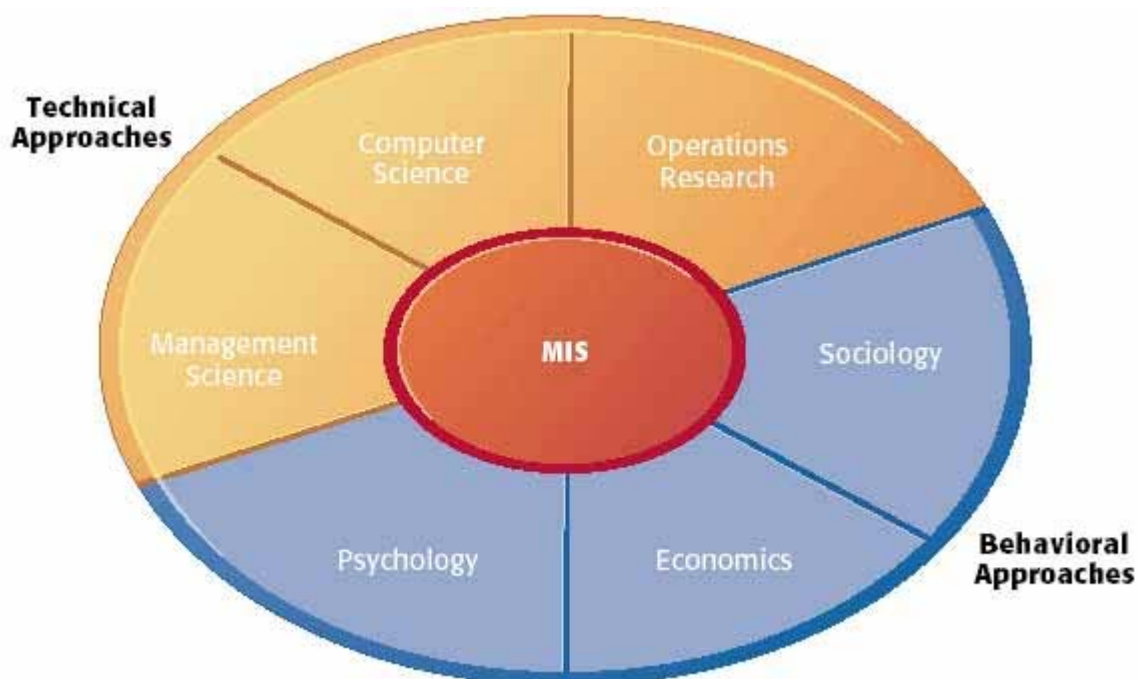 Technical
Approaches
Computer
Science
Operations
Research
Management
Science
MIS
Sociology
Psychology
Economics
Behavioral
Approaches